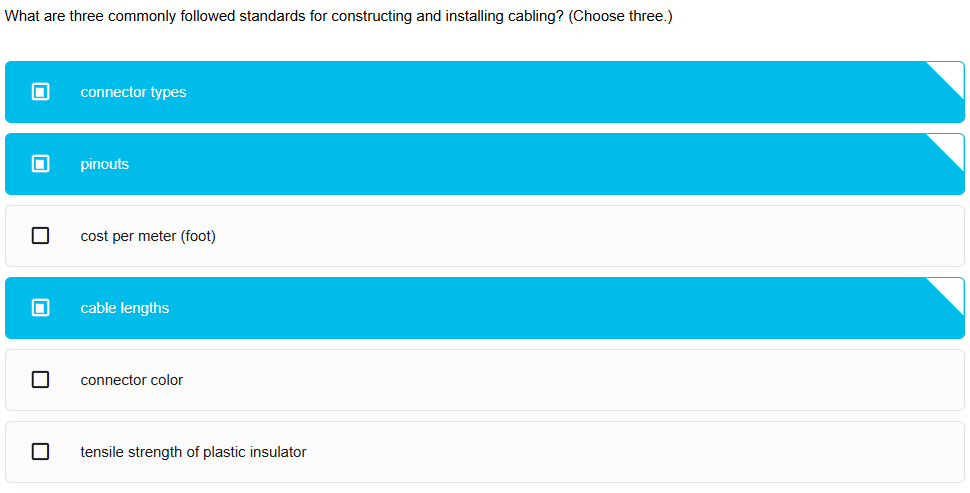 What are three commonly followed standards for constructing and installing cabling? (Choose three.)
connector types
pinouts
cost per meter (foot)
cable lengths
connector color
tensile strength of plastic insulator